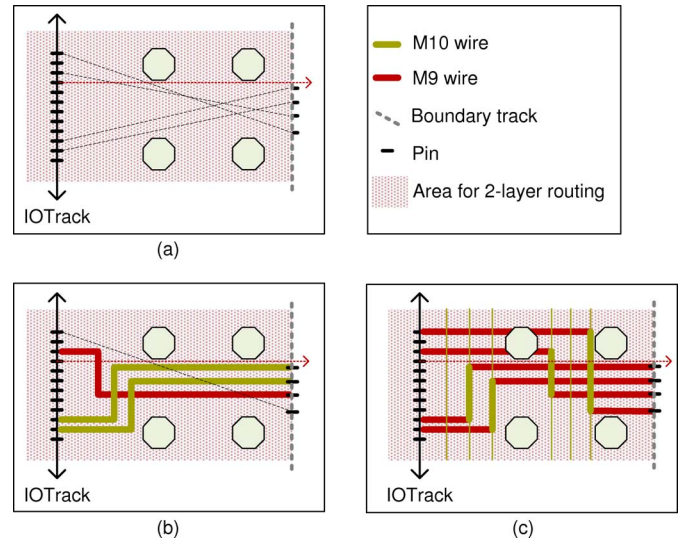 IOTrack
(a)
M10 wire
M9 wire
Boundary track
Pin
Area for 2-layer routing
IOTrack
(b)
IOTrack
(c)